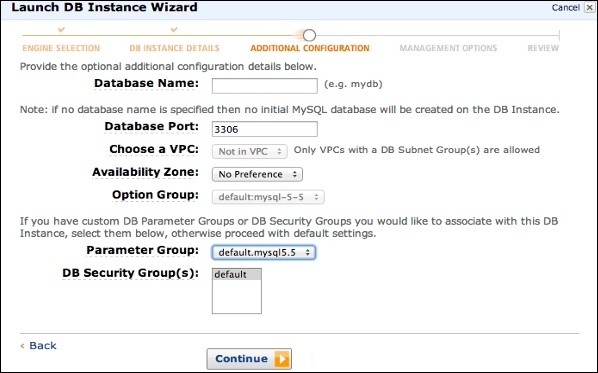 Launch DB Instance Wizard
Cancel
ENGINE SELECTION DB INSTANCE DETAILS ADDITIONAL CONFIGURATION MANAGEMENT OPTIONS REVIEW
Provide the optional additional configuration details below.
Database Name: (e.g. mydb)
Note: if no database name is specified then no initial MySQL database will be created on the DB Instance.
Database Port: 3306
Choose a VPC: Not in VPC Only VPCs with a DB Subnet Group(s) are allowed
Availability Zone: No Preference
Option Group: default:mysql-5-5
If you have custom DB Parameter Groups or DB Security Groups you would like to associate with this DB
Instance, select them below, otherwise proceed with default settings.
Parameter Group: default.mysql5.5
DB Security Group(s): default
< Back
Continue